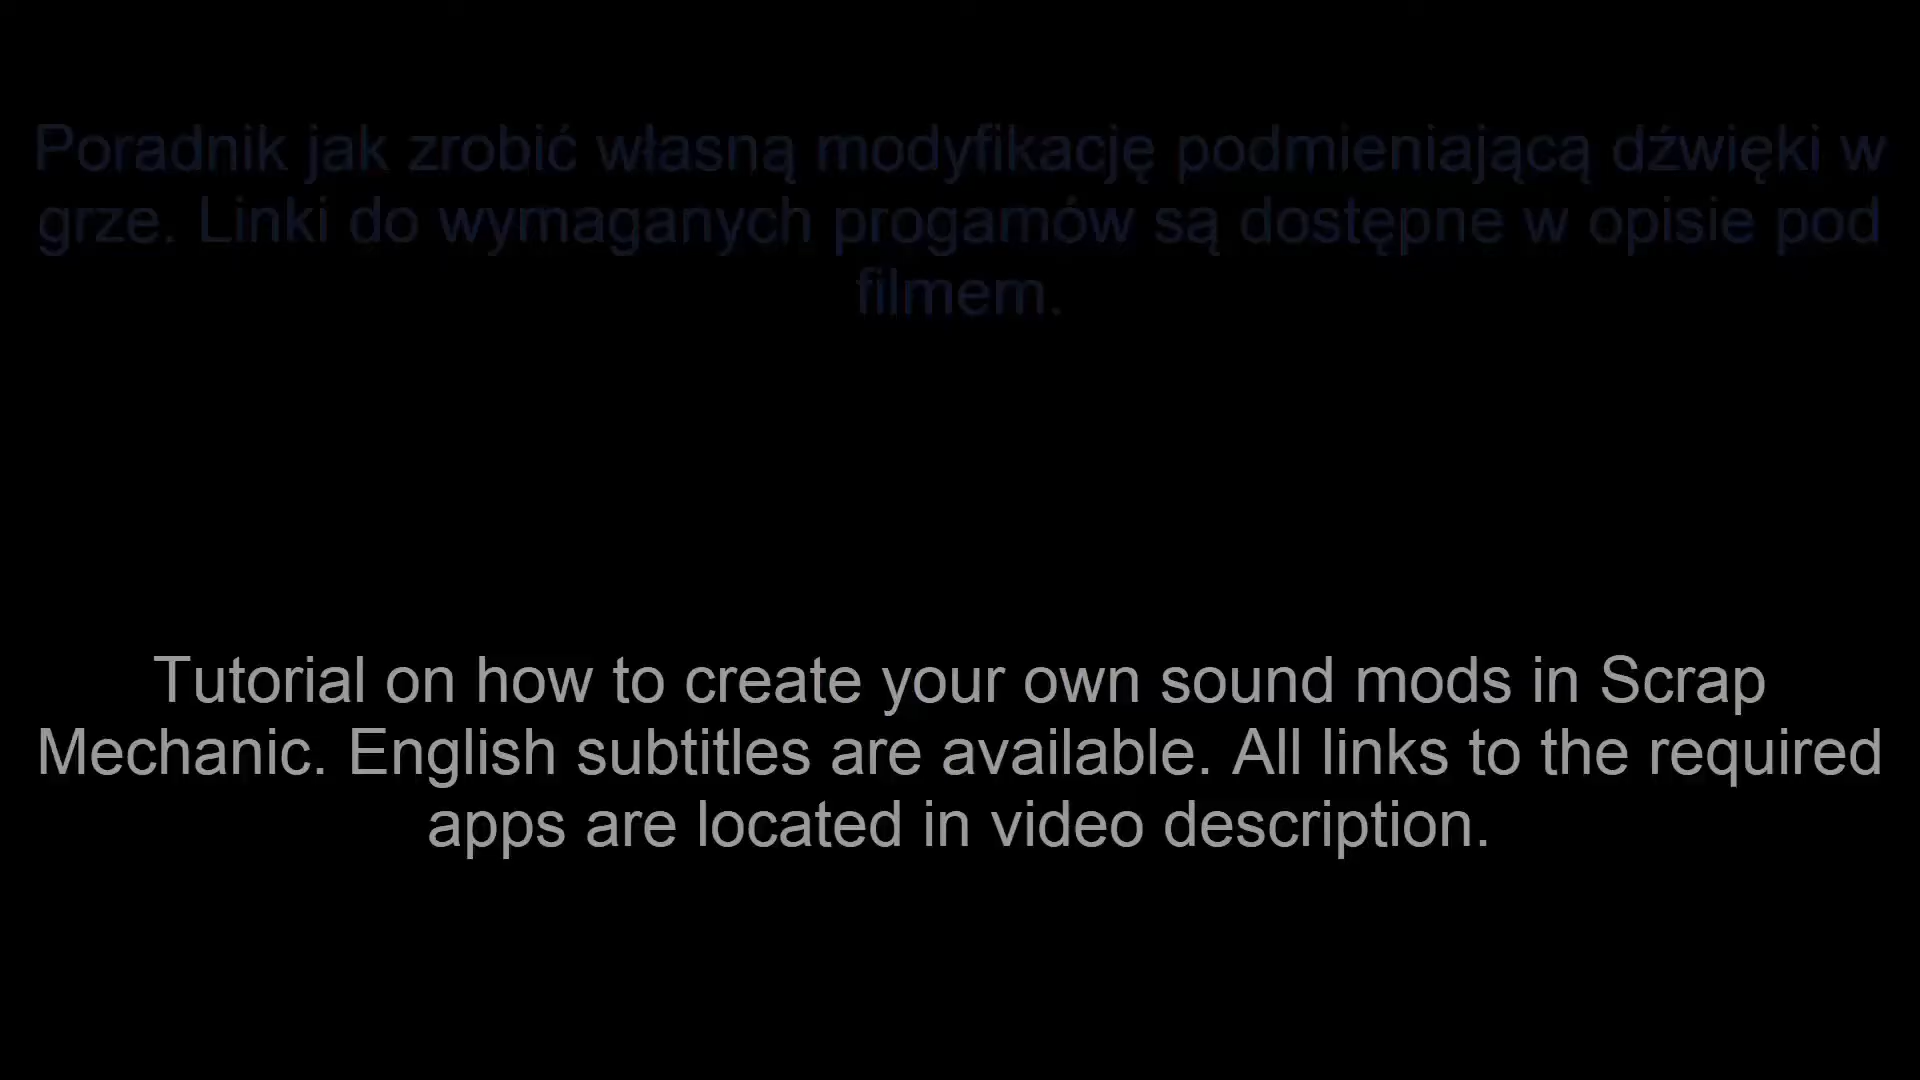 Poradnik jak zrobić własną modyfikację podmieniającą dźwięki w
grze. Linki do wymaganych progamów są dostępne w opisie pod
filmem.
Tutorial on how to create your own sound mods in Scrap
Mechanic. English subtitles are available. All links to the required
apps are located in video description.